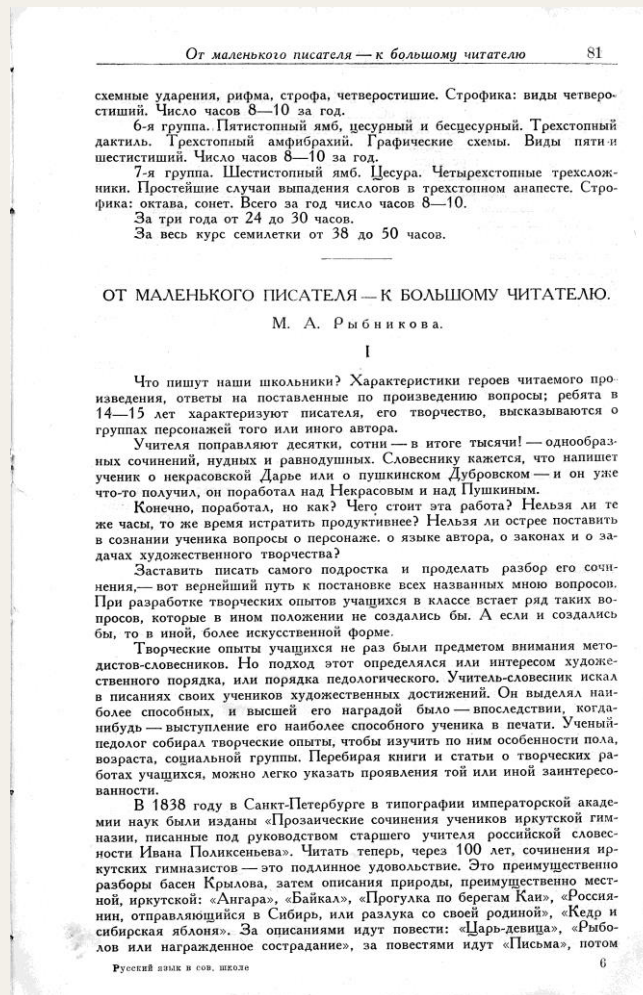 От маленького писателя — к большому читателю 81
схемные ударения, рифма, строфа, четверостишие. Строфика: виды четверо-
стиший. Число часов 8—10 за год.
6-я группа. Пятистопный ямб, цесурный и бесцесурный. Трехстопный
дактиль. Трехстопный амфибрахий. Графические схемы. Виды пяти и
шестистиший. Число часов 8—10 за год.
7-я группа. Шестистопный ямб. Цесура. Четырехстопные трехслож-
ники. Простейшие случаи выпадения слогов в трехстопном анапесте. Стро-
фика: октава, сонет. Всего за год число часов 8—10.
За три года от 24 до 30 часов.
За весь курс семилетки от 38 до 50 часов.
ОТ МАЛЕНЬКОГО ПИСАТЕЛЯ — К БОЛЬШОМУ ЧИТАТЕЛЮ.
М. А. Рыбникова.
I
Что пишут наши школьники? Характеристики героев читаемого про
изведения, ответы на поставленные по произведению вопросы; ребята в
14—15 лет характеризуют писателя, его творчество, высказываются о
группах персонажей того или иного автора.
Учителя поправляют десятки, сотни — в итоге тысячи! — однообраз-
ных сочинений, нудных и равнодушных. Словеснику кажется, что напишет
ученик о некрасовской Дарье или о пушкинском Дубровском — и он уже
что-то получил, он поработал над Некрасовым и над Пушкиным.
Конечно, поработал, но как? Чего стоит эта работа? Нельзя ли те
же часы, то же время истратить продуктивнее? Нельзя ли острее поставить
в сознании ученика вопросы о персонаже. о языке автора, о законах и о за-
дачах художественного творчества?
Заставить писать самого подростка и проделать разбор его сочи-
нения,— вот вернейший путь к постановке всех названных мною вопросов.
При разработке творческих опытов учащихся в классе встает ряд таких во-
просов, которые в ином положении не создались бы. А если и создались
бы, то в иной, более искусственной форме.
Творческие опыты учащихся не раз были предметом внимания мето-
дистов-словесников. Но подход этот определялся или интересом художе-
ственного порядка, или порядка педологического. Учитель-словесник искал
в писаниях своих учеников художественных достижений. Он выделял наи-
более способных, и высшей его наградой было — впоследствии, когда-
нибудь — выступление его наиболее способного ученика в печати. Ученый-
педолог собирал творческие опыты, чтобы изучить по ним особенности пола,
возраста, социальной группы. Перебирая книги и статьи о творческих ра-
ботах учащихся, можно легко указать проявления той или иной заинтересо-
ванности.
В 1838 году в Санкт-Петербурге в типографии императорской акаде-
мии наук были изданы «Прозаические сочинения учеников иркутской гим-
назии, писанные под руководством старшего учителя российской словес-
ности Ивана Поликсеньева». Читать теперь, через 100 лет, сочинения ир-
кутских гимназистов — это подлинное удовольствие. Это преимущественно
разборы басен Крылова, затем описания природы, преимущественно мест-
ной, иркутской: «Ангара», «Байкал», «Прогулка по берегам Каи», «Россия-
нин, отправляющийся в Сибирь, или разлука со своей родиной», «Кедр и
сибирская яблоня». За описаниями идут повести: «Царь-девица», «Рыбо-
лов или награжденное сострадание», за повестями идут «Письма», потом
Русский язык в сов. школе 6